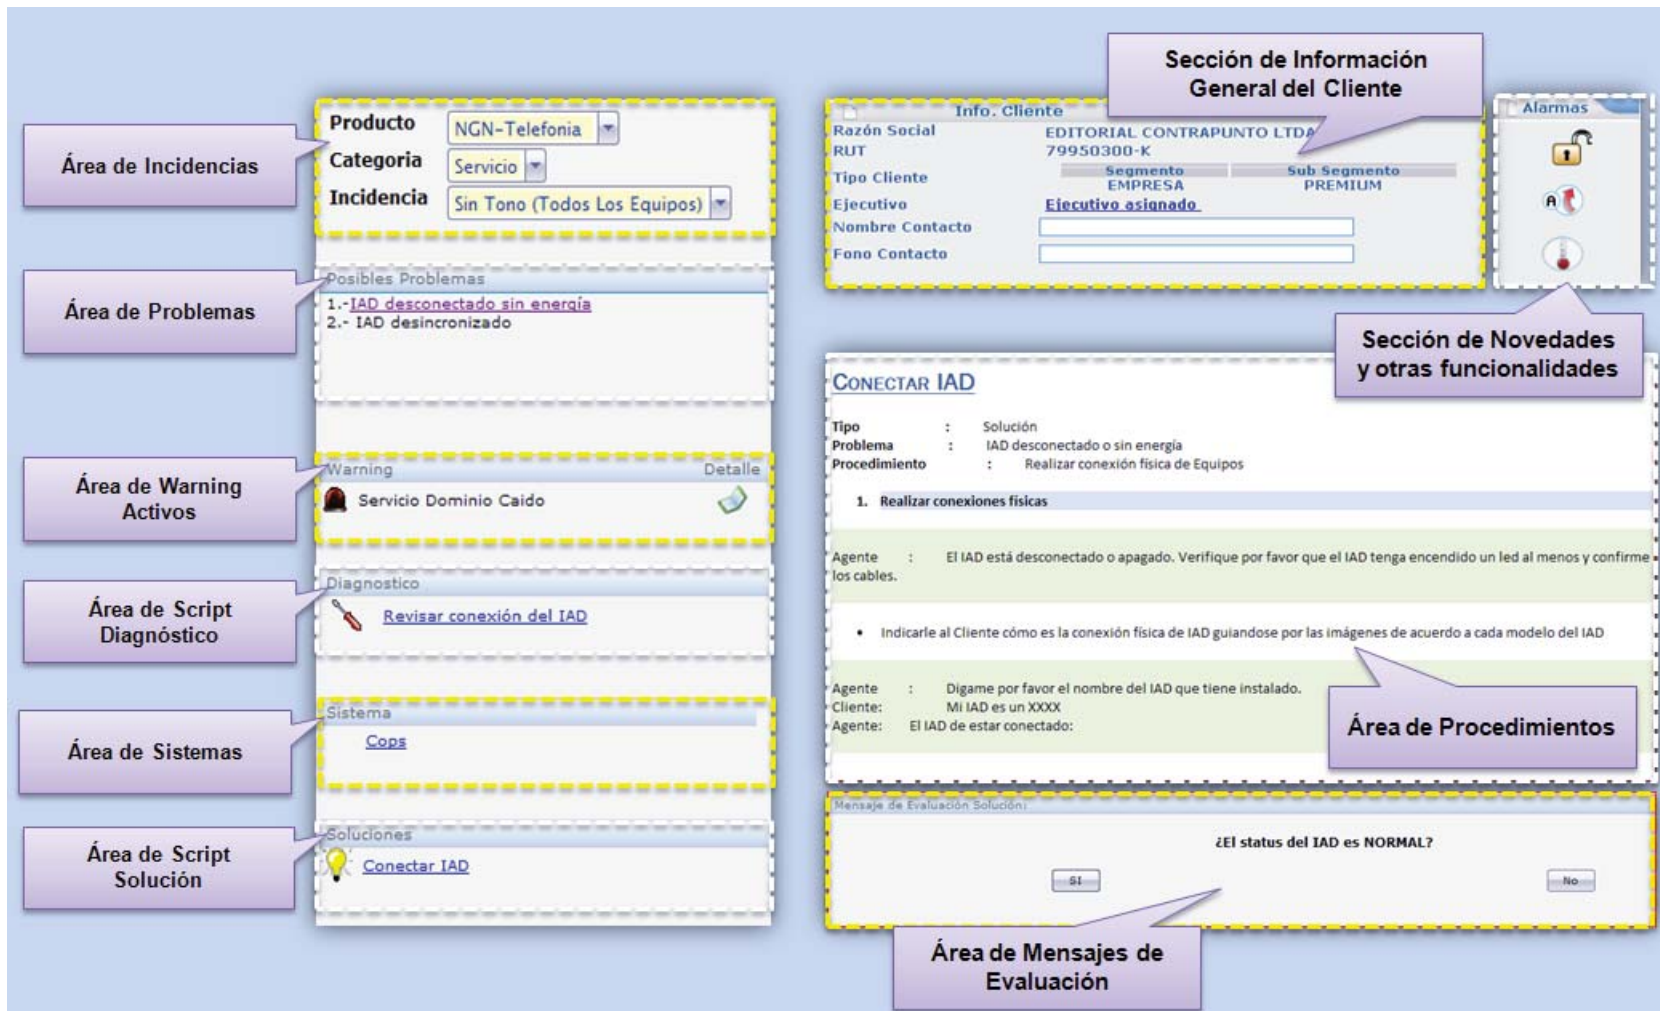 Área de Incidencias
Producto
NGN-Telefonia
Categoria
Servicio
Incidencia
Sin Tono (Todos Los Equipos)
Área de Problemas
Posibles Problemas
1.-IAD desconectado sin energía
2.- IAD desincronizado
Área de Warning
Activos
Warning Detalle
Servicio Dominio Caido
Área de Script
Diagnóstico
Diagnostico
Revisar conexión del IAD
Área de Sistemas
Sistema
Cops
Área de Script
Solución
Soluciones
Conectar IAD
Sección de Información
General del Cliente
Info. Cliente
Razón Social EDITORIAL CONTRAPUNTO LTDA
RUT 79950300-K
Tipo Cliente Segmento Sub Segmento
EMPRESA PREMIUM
Ejecutivo Ejecutivo asignado
Nombre Contacto
Fono Contacto
Alarmas
A
Sección de Novedades
y otras funcionalidades
CONECTAR IAD
Tipo : Solución
Problema : IAD desconectado o sin energía
Procedimiento : Realizar conexión física de Equipos
1. Realizar conexiones físicas
Agente : El IAD está desconectado o apagado. Verifique por favor que el IAD tenga encendido un led al menos y confirme
los cables.
• Indicarle al Cliente cómo es la conexión física de IAD guiandose por las imágenes de acuerdo a cada modelo del IAD
Agente : Digame por favor el nombre del IAD que tiene instalado.
Cliente: Mi IAD es un XXXX
Agente: El IAD de estar conectado:
Área de Procedimientos
Mensaje de Evaluación Solución:
¿El status del IAD es NORMAL?
SI No
Área de Mensajes de
Evaluación